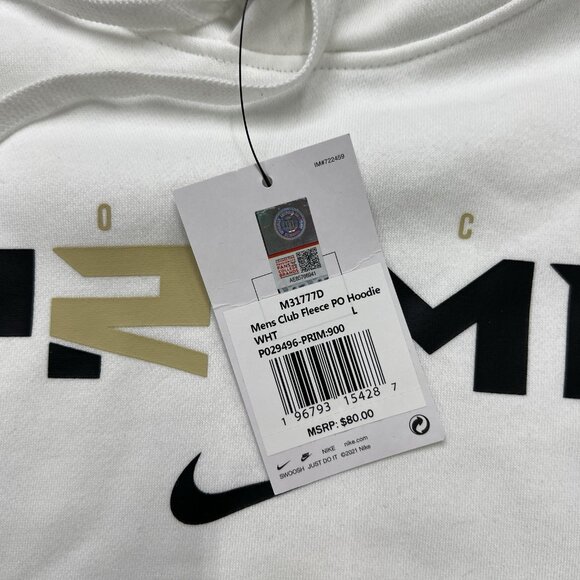 IM#722459
O
C
M31777D
Mens Club Fleece PO Hoodie
WHT L
P029496-PRIM:900
1 96793 15428 7
MSRP: $80.00
NIKE nike.com
SWOOSH JUST DO IT ©2021 Nike